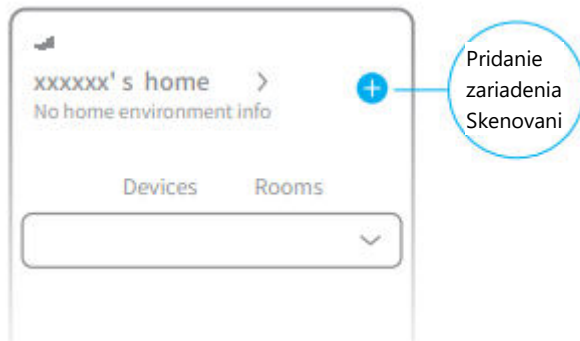 xxxxxx' s home >
No home environment info
Devices Rooms
Pridanie
zariadenia
Skenovani